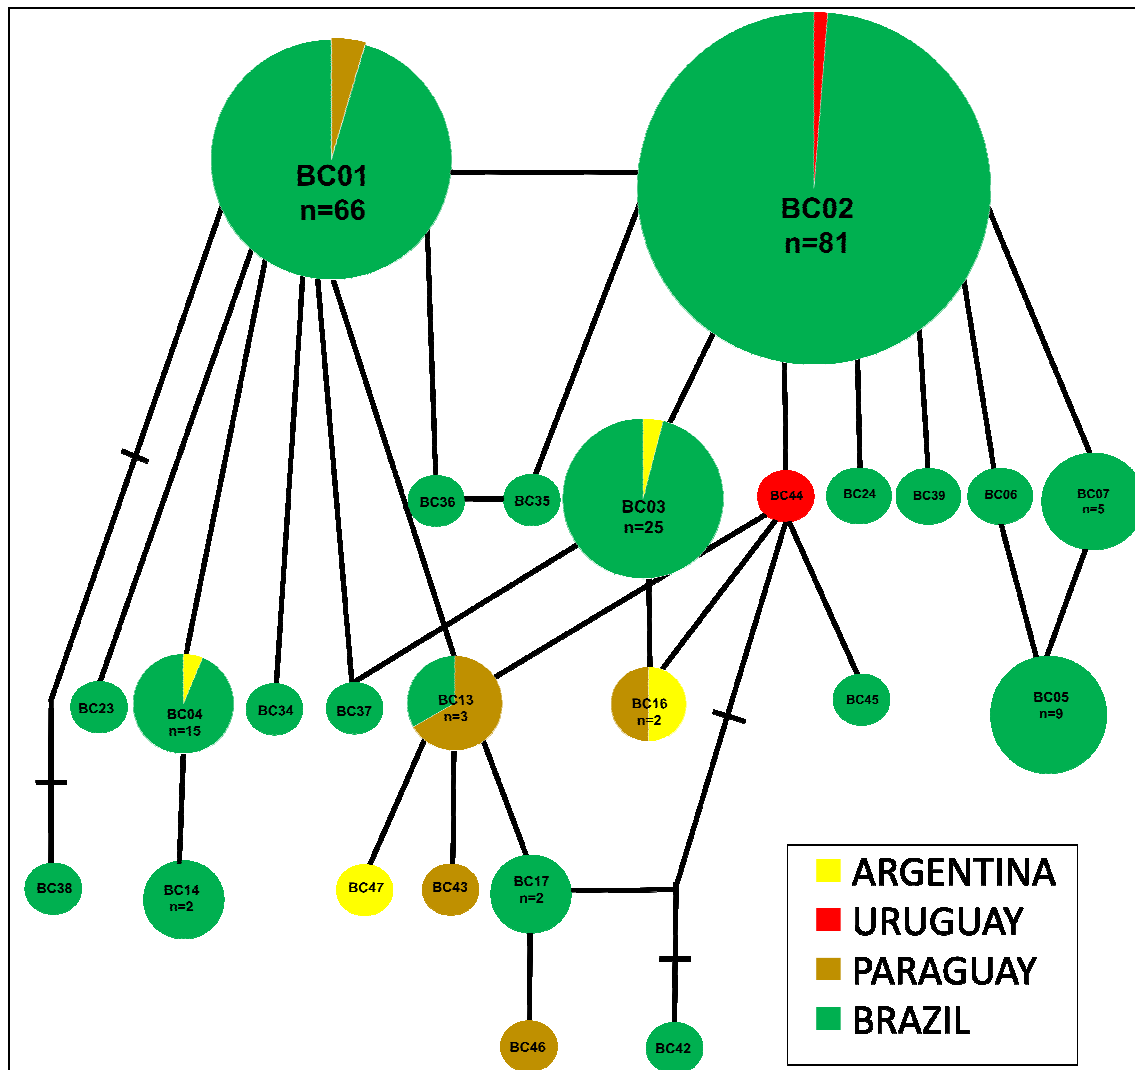 BC01
n=66
BC02
n=81
BC36
BC35
BC03
n=25
BC44
BC24
BC39
BC06
BC07
n=5
BC23
BC04
n=15
BC34
BC37
BC13
n=3
BC16
n=2
BC45
BC05
n=9
BC38
BC14
n=2
BC47
BC43
BC17
n=2
BC46
BC42
ARGENTINA
URUGUAY
PARAGUAY
BRAZIL